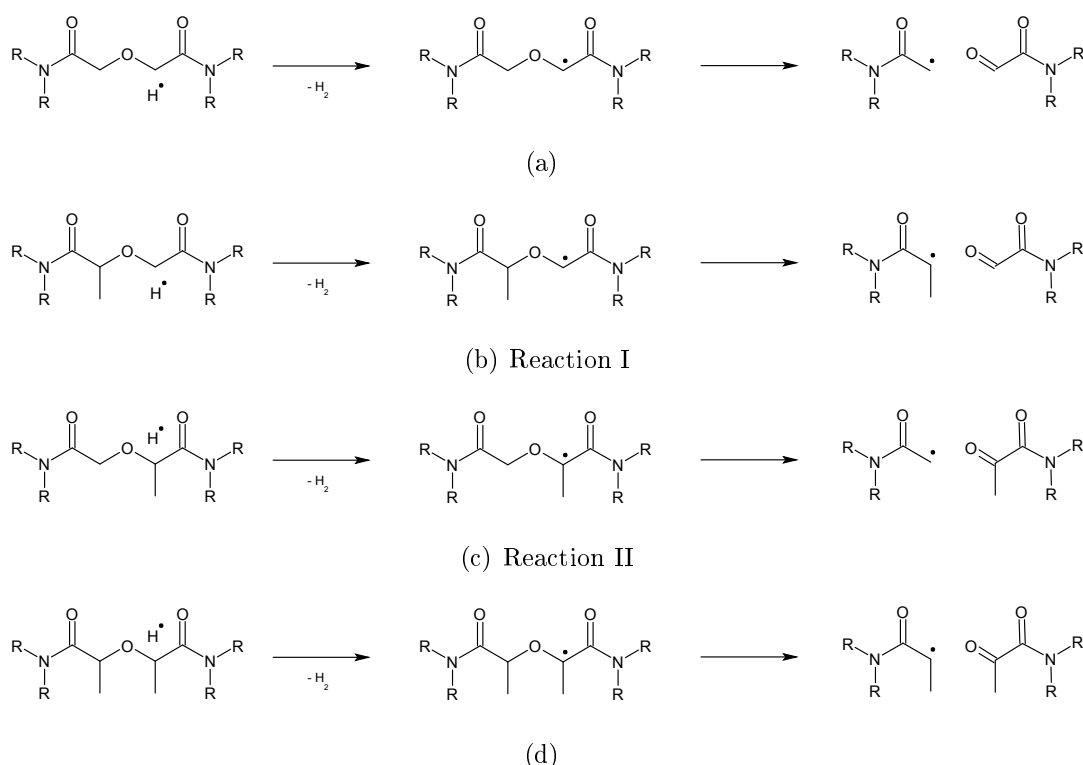 O O O O O O
R O R R O R R O
N N N N N N
R H• R - H2 R R R R
(a)
O O O O O O
R O R R O R R O R
N N N N N N
R H• R - H2 R R R R
(b) Reaction I
O H• O O O O O
R O R R O R R O R
N N N N N N
R R - H2 R R R R
(c) Reaction II
O H• O O O O O
R O R R O R R O R
N N N N N N
R R - H2 R R R R
(d)